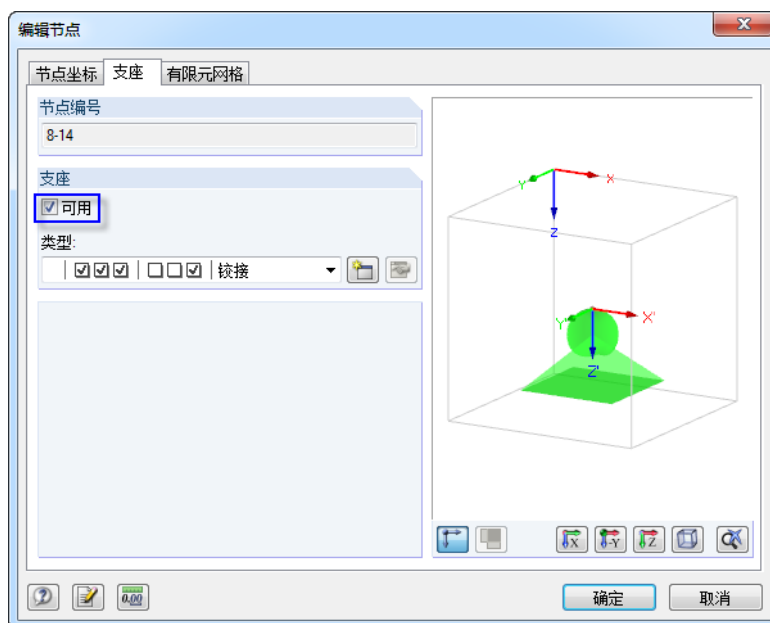 编辑节点
节点坐标 支座 有限元网格
节点编号
8-14
支座
可用
类型:
铰接
X
Y
Z
X'
Y'
Z'
X -Y Z
0.00
确定 取消